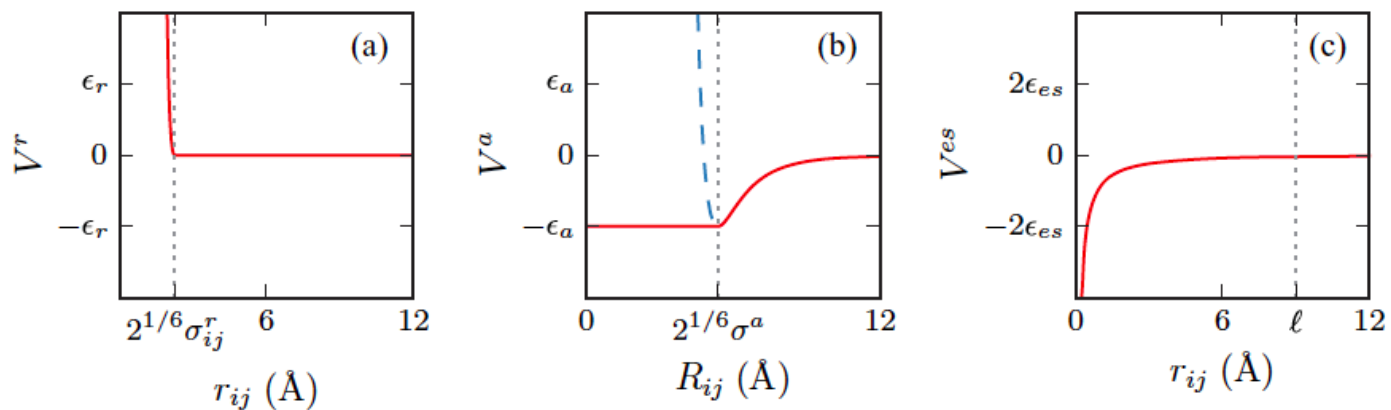 (a)
V^r
ϵ_r
0
−ϵ_r
2^{1/6}σ^r_{ij} 6 12
r_{ij} (Å)
(b)
V^a
ϵ_a
0
−ϵ_a
0 2^{1/6}σ^a 12
R_{ij} (Å)
(c)
V^{es}
2ϵ_{es}
0
−2ϵ_{es}
0 6 ℓ 12
r_{ij} (Å)